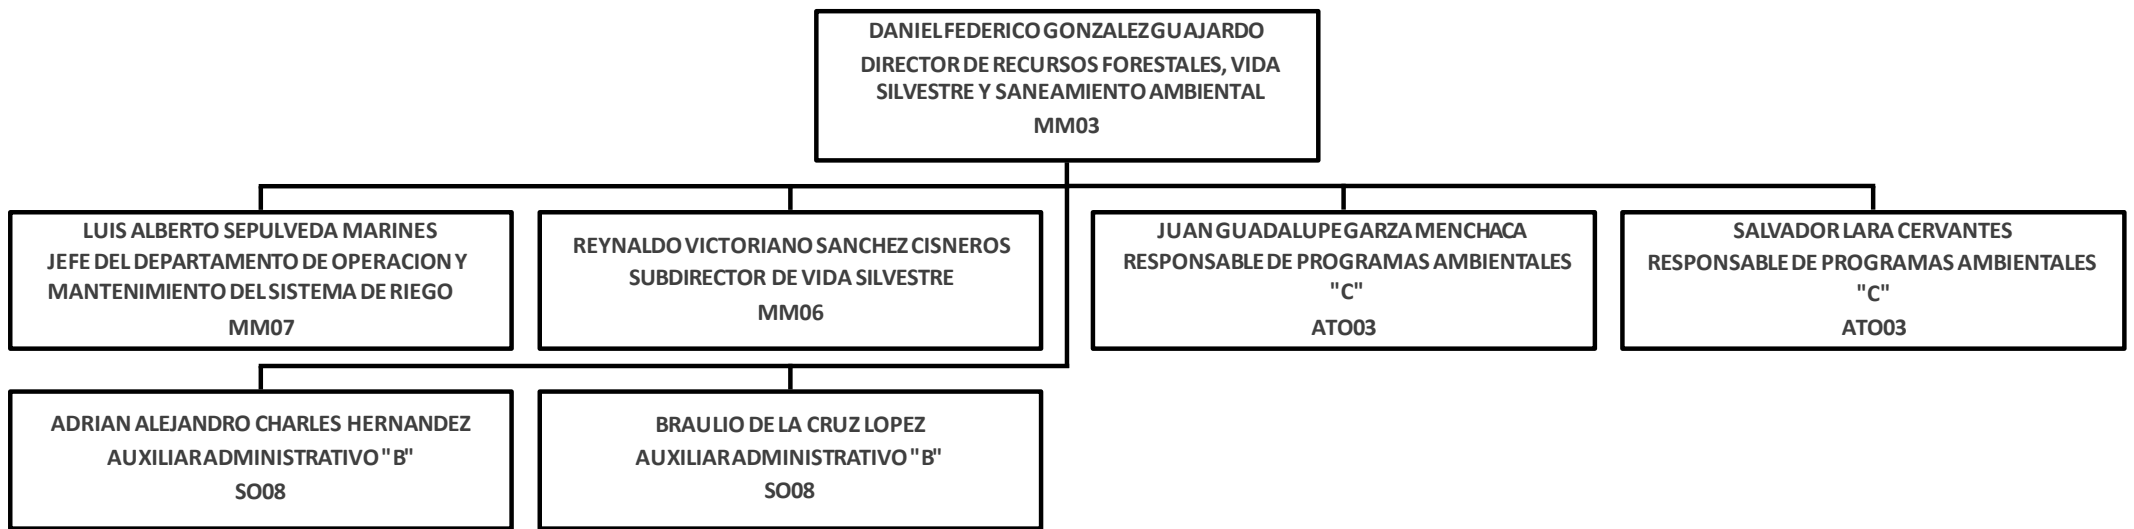 DANIEL FEDERICO GONZALEZ GUAJARDO
DIRECTOR DE RECURSOS FORESTALES, VIDA
SILVESTRE Y SANEAMIENTO AMBIENTAL
MM03
LUIS ALBERTO SEPULVEDA MARINES
JEFE DEL DEPARTAMENTO DE OPERACION Y
MANTENIMIENTO DEL SISTEMA DE RIEGO
MM07
REYNALDO VICTORIANO SANCHEZ CISNEROS
SUBDIRECTOR DE VIDA SILVESTRE
MM06
JUAN GUADALUPE GARZA MENCHACA
RESPONSABLE DE PROGRAMAS AMBIENTALES
"C"
ATO03
SALVADOR LARA CERVANTES
RESPONSABLE DE PROGRAMAS AMBIENTALES
"C"
ATO03
ADRIAN ALEJANDRO CHARLES HERNANDEZ
AUXILIAR ADMINISTRATIVO "B"
SO08
BRAULIO DE LA CRUZ LOPEZ
AUXILIAR ADMINISTRATIVO "B"
SO08